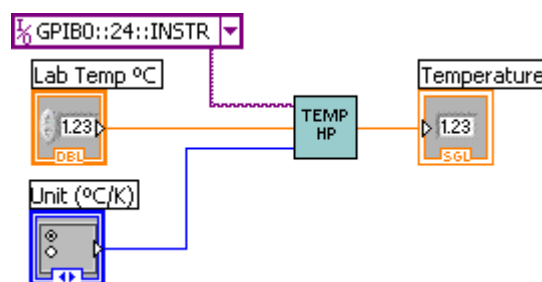 I/O GPIB0::24::INSTR
Lab Temp ºC
1.23
DBL
TEMP
HP
Temperature
1.23
SGL
Unit (ºC/K)